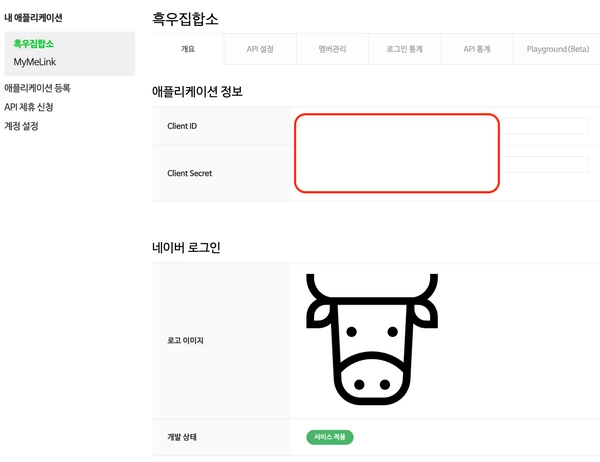 내 애플리케이션
흑우집합소
MyMeLink
애플리케이션 등록
API 제휴 신청
계정 설정
흑우집합소
개요
API 설정
멤버관리
로그인 통계
API 통계
Playground(Beta)
애플리케이션 정보
Client ID
Client Secret
네이버 로그인
로고 이미지
개발 상태
서비스 적용